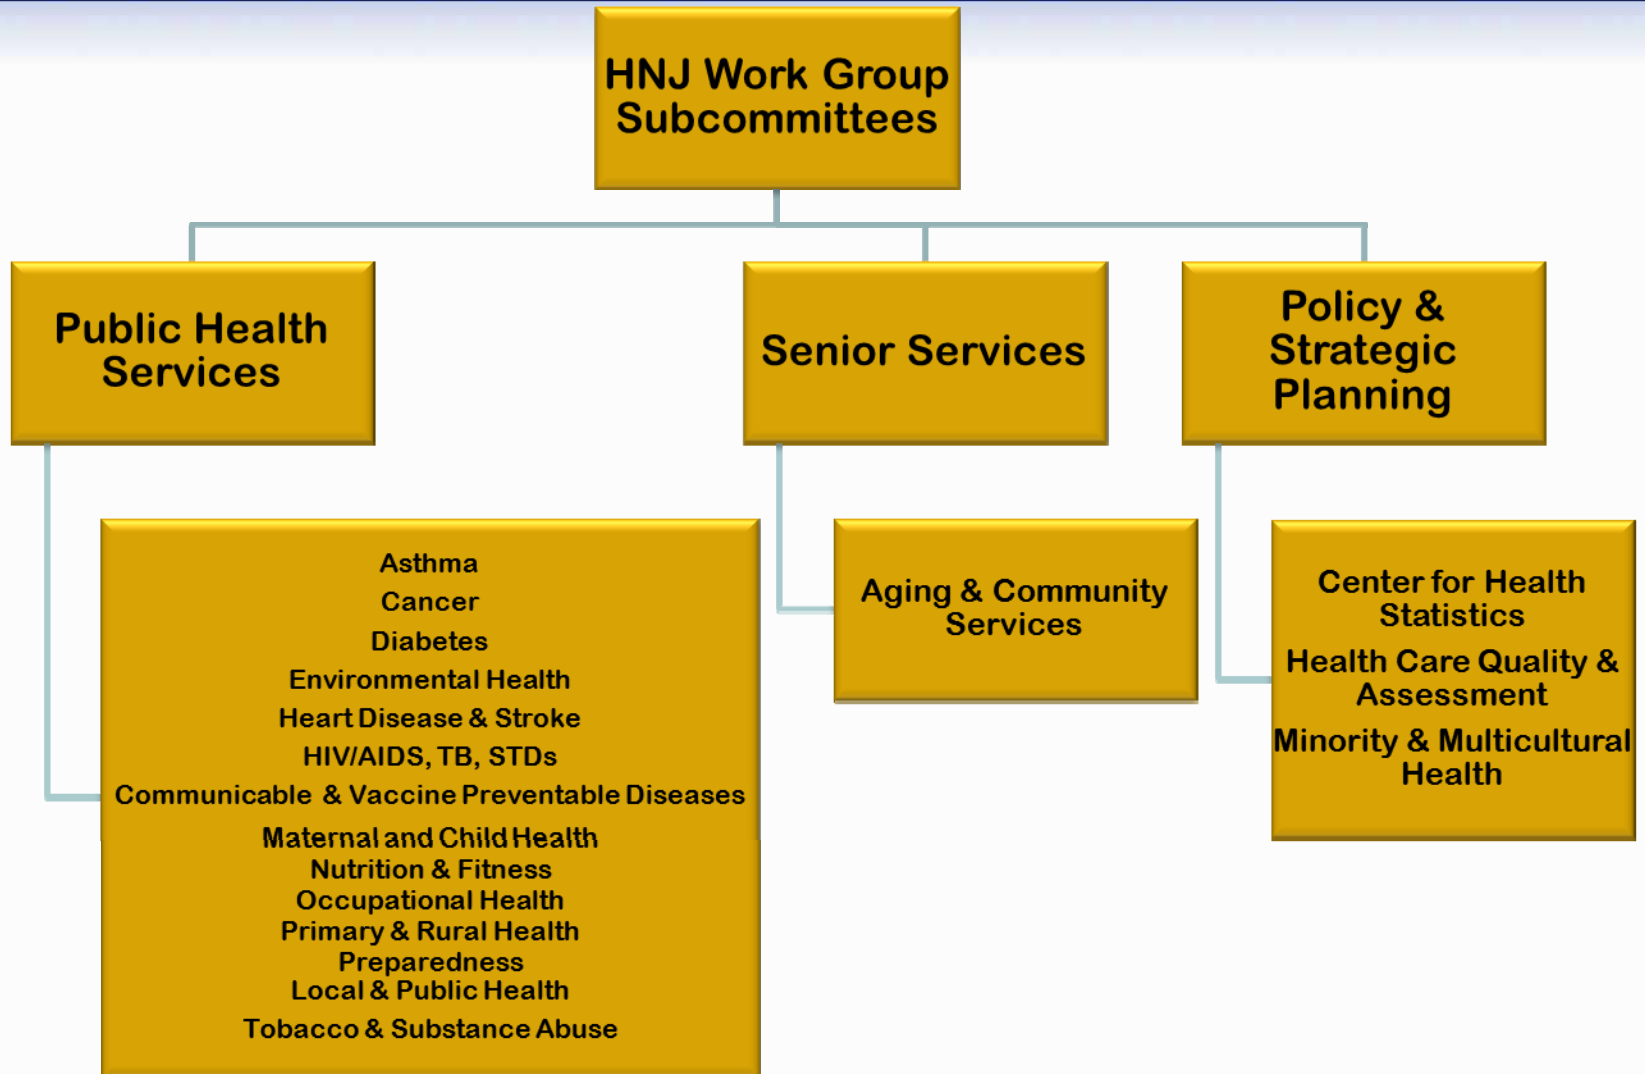 HNJ Work Group
Subcommittees
Public Health
Services
Senior Services
Policy &
Strategic
Planning
Asthma
Cancer
Diabetes
Environmental Health
Heart Disease & Stroke
HIV/AIDS, TB, STDs
Communicable & Vaccine Preventable Diseases
Maternal and Child Health
Nutrition & Fitness
Occupational Health
Primary & Rural Health
Preparedness
Local & Public Health
Tobacco & Substance Abuse
Aging & Community
Services
Center for Health
Statistics
Health Care Quality &
Assessment
Minority & Multicultural
Health